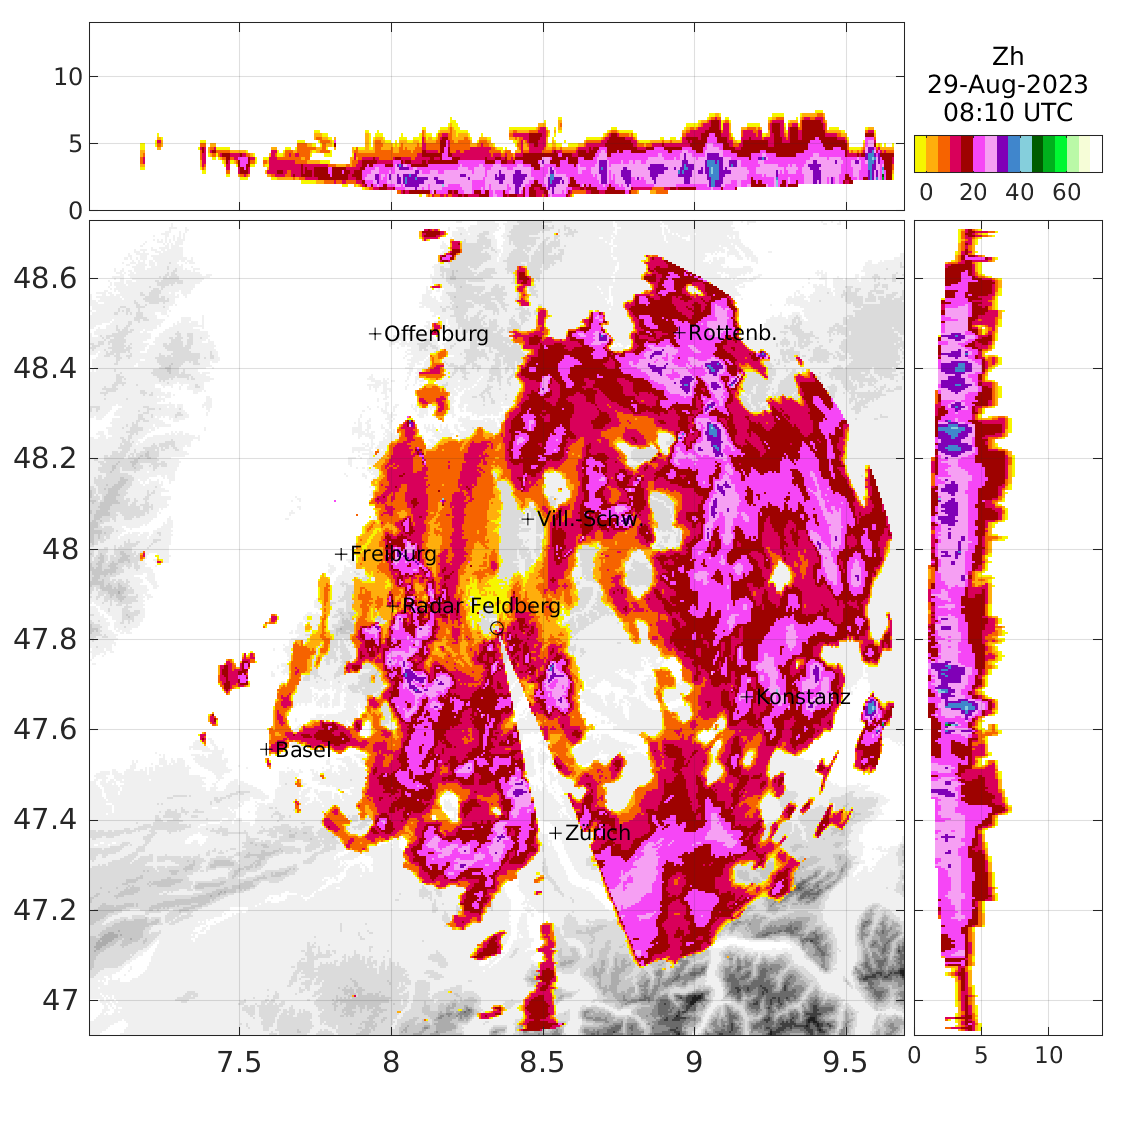 Zh
29-Aug-2023
08:10 UTC
10
5
0
0 20 40 60
48.6
48.4
48.2
48
47.8
47.6
47.4
47.2
47
+Offenburg
+Rottenb.
+Vill.-Schw.
+Freiburg
+Radar Feldberg
+Konstanz
+Basel
+Zürich
7.5 8 8.5 9 9.5
0 5 10